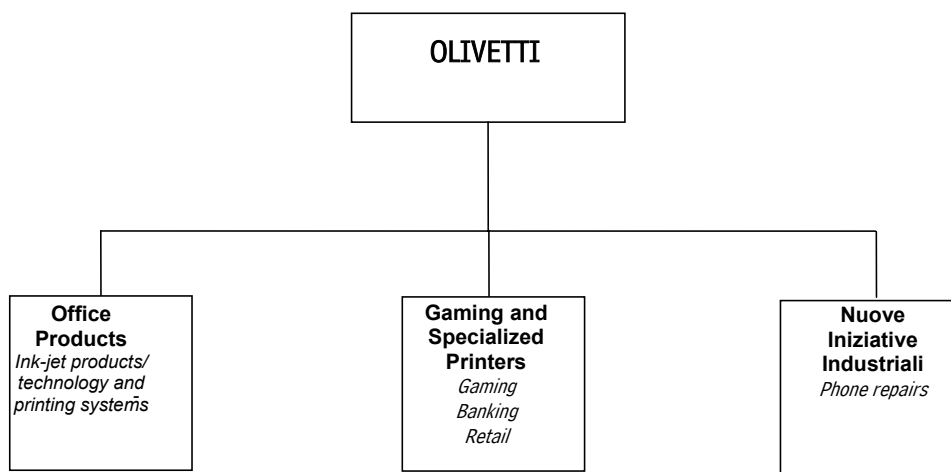 OLIVETTI
Office
Products
Ink-jet products/
technology and
printing systems
Gaming and
Specialized
Printers
Gaming
Banking
Retail
Nuove
Iniziative
Industriali
Phone repairs